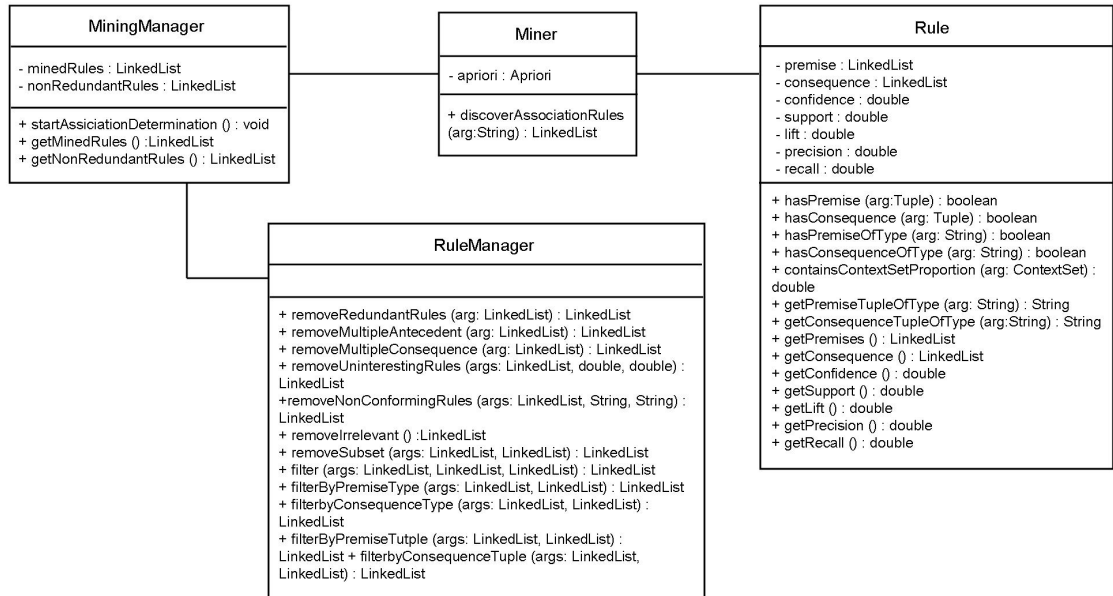 MiningManager
- minedRules : LinkedList
- nonRedundantRules : LinkedList
+ startAssiciationDetermination () : void
+ getMinedRules () :LinkedList
+ getNonRedundantRules () : LinkedList
Miner
- apriori : Apriori
+ discoverAssociationRules
(arg:String) : LinkedList
Rule
- premise : LinkedList
- consequence : LinkedList
- confidence : double
- support : double
- lift : double
- precision : double
- recall : double
+ hasPremise (arg:Tuple) : boolean
+ hasConsequence (arg: Tuple) : boolean
+ hasPremiseOfType (arg: String) : boolean
+ hasConsequenceOfType (arg: String) : boolean
+ containsContextSetProportion (arg: ContextSet) :
double
+ getPremiseTupleOfType (arg: String) : String
+ getConsequenceTupleOfType (arg:String) : String
+ getPremises () : LinkedList
+ getConsequence () : LinkedList
+ getConfidence () : double
+ getSupport () : double
+ getLift () : double
+ getPrecision () : double
+ getRecall () : double
RuleManager
+ removeRedundantRules (arg: LinkedList) : LinkedList
+ removeMultipleAntecedent (arg: LinkedList) : LinkedList
+ removeMultipleConsequence (arg: LinkedList) : LinkedList
+ removeUninterestingRules (args: LinkedList, double, double) :
LinkedList
+removeNonConformingRules (args: LinkedList, String, String) :
LinkedList
+ removeIrrelevant () :LinkedList
+ removeSubset (args: LinkedList, LinkedList) : LinkedList
+ filter (args: LinkedList, LinkedList, LinkedList) : LinkedList
+ filterByPremiseType (args: LinkedList, LinkedList) : LinkedList
+ filterbyConsequenceType (args: LinkedList, LinkedList) :
LinkedList
+ filterByPremiseTutple (args: LinkedList, LinkedList) :
LinkedList + filterbyConsequenceTuple (args: LinkedList,
LinkedList) : LinkedList